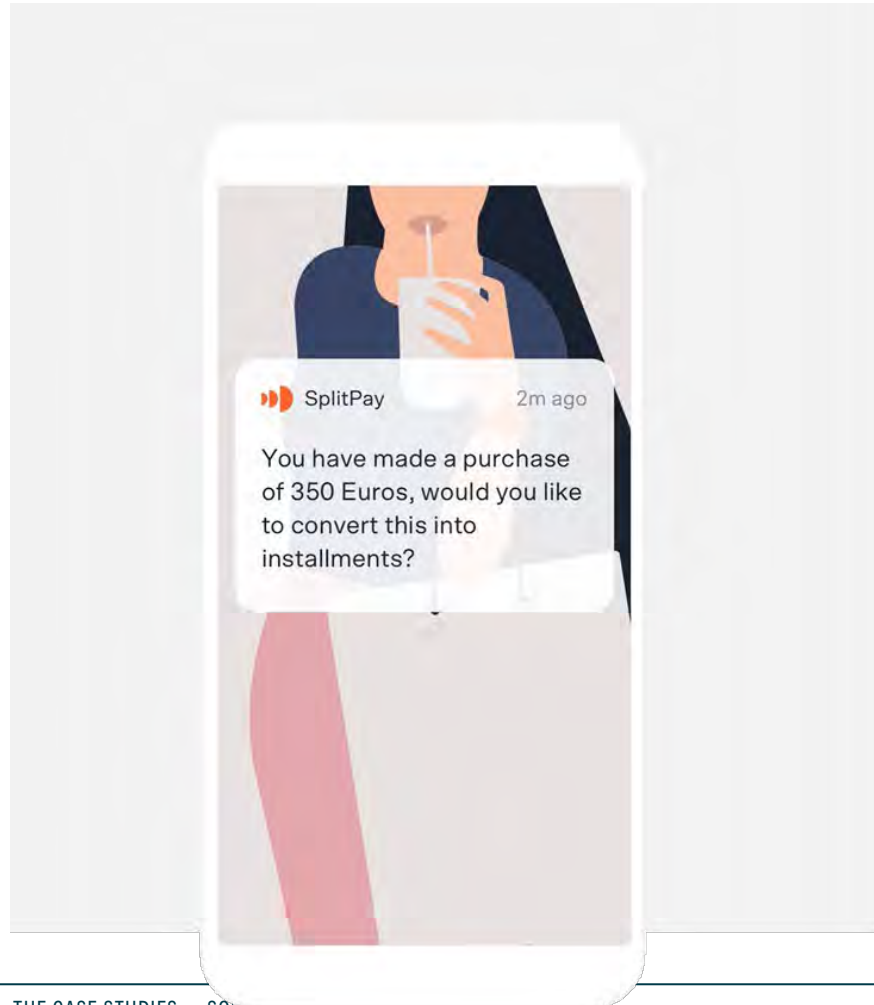 SplitPay 2m ago
You have made a purchase
of 350 Euros, would you like
to convert this into
installments?
THE CASE STUDIES